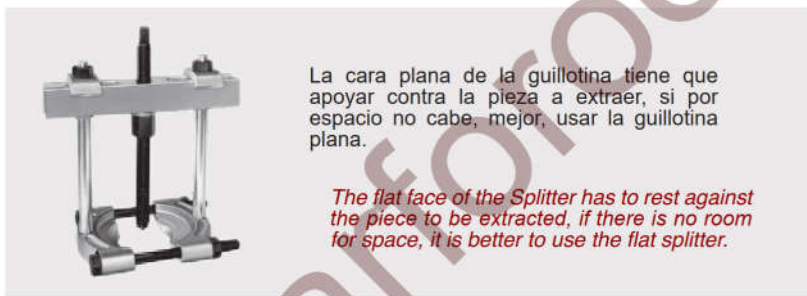 La cara plana de la guillotina tiene que
apoyar contra la pieza a extraer, si por
espacio no cabe, mejor, usar la guillotina
plana.
The flat face of the Splitter has to rest against
the piece to be extracted, if there is no room
for space, it is better to use the flat splitter.